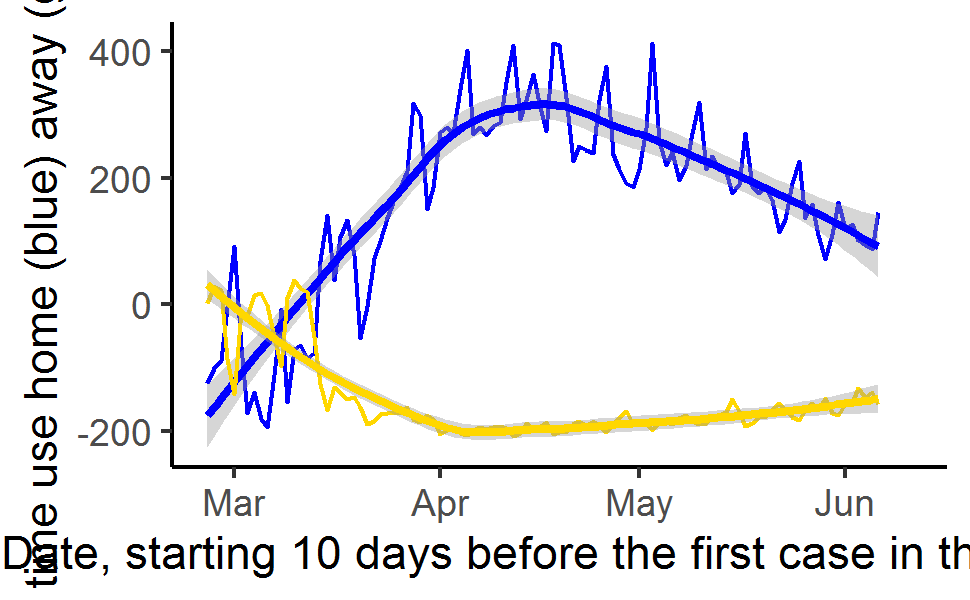 time use home (blue) away (
400
200
0
-200
Mar Apr May Jun
Date, starting 10 days before the first case in th